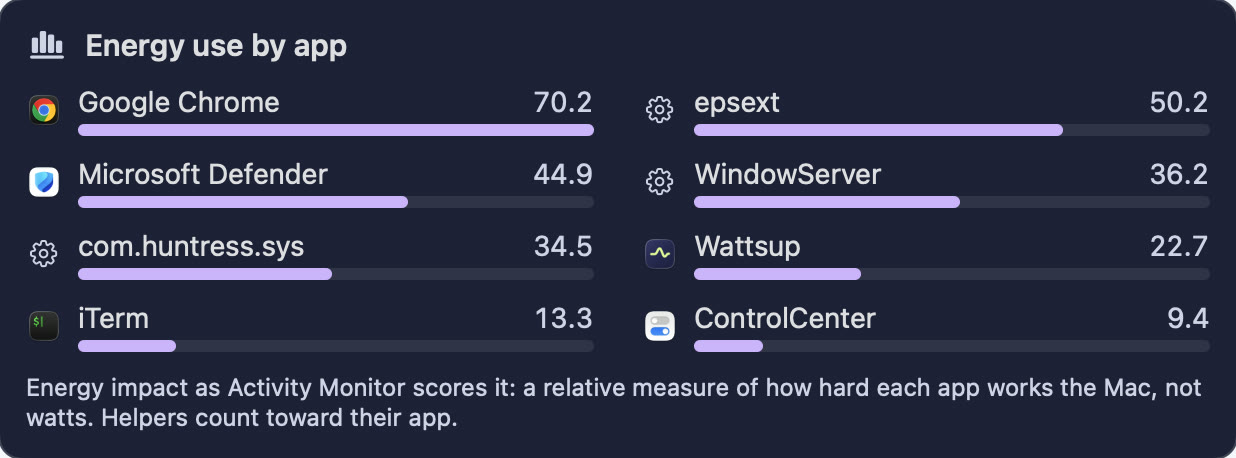 Energy use by app
Google Chrome 70.2
epsext 50.2
Microsoft Defender 44.9
WindowServer 36.2
com.huntress.sys 34.5
Wattsup 22.7
$|
iTerm 13.3
ControlCenter 9.4
Energy impact as Activity Monitor scores it: a relative measure of how hard each app works the Mac, not
watts. Helpers count toward their app.